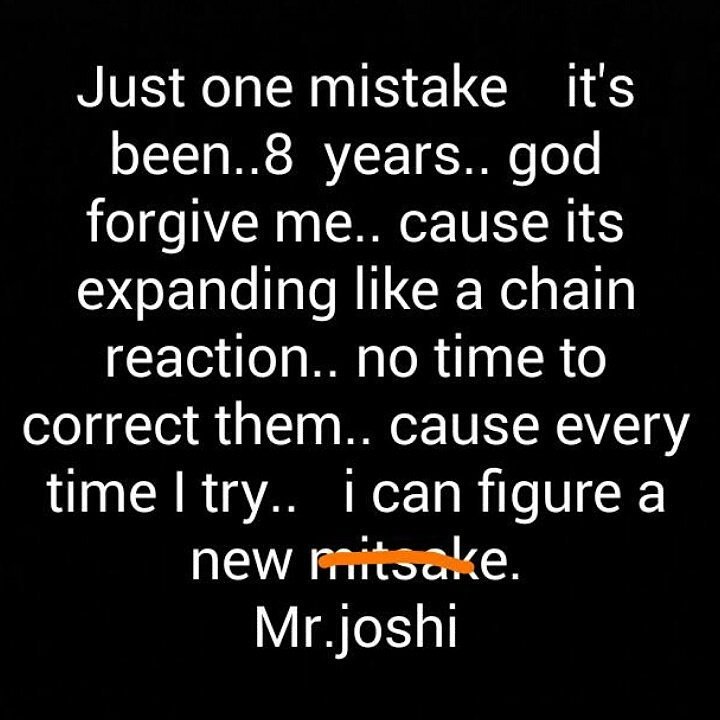 Just one mistake    it's
been..8  years.. god
forgive me.. cause its
expanding like a chain
reaction.. no time to
correct them.. cause every
time I try..   i can figure a
new mitsake.
Mr.joshi